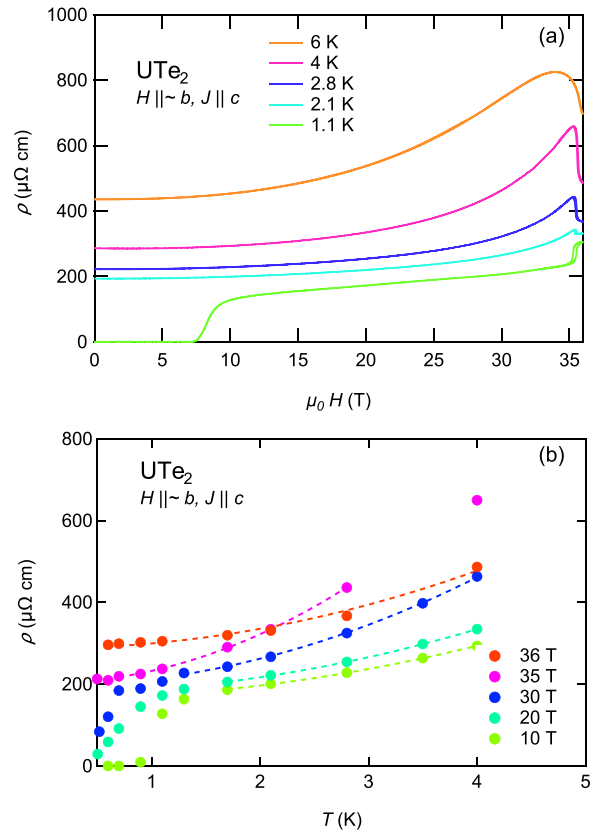 (a)
UTe2
H ||~ b, J || c
6 K
4 K
2.8 K
2.1 K
1.1 K
1000
800
600
400
200
0
ρ (μΩ cm)
0 5 10 15 20 25 30 35
μ0 H (T)
(b)
UTe2
H ||~ b, J || c
800
600
400
200
0
ρ (μΩ cm)
36 T
35 T
30 T
20 T
10 T
1 2 3 4 5
T (K)